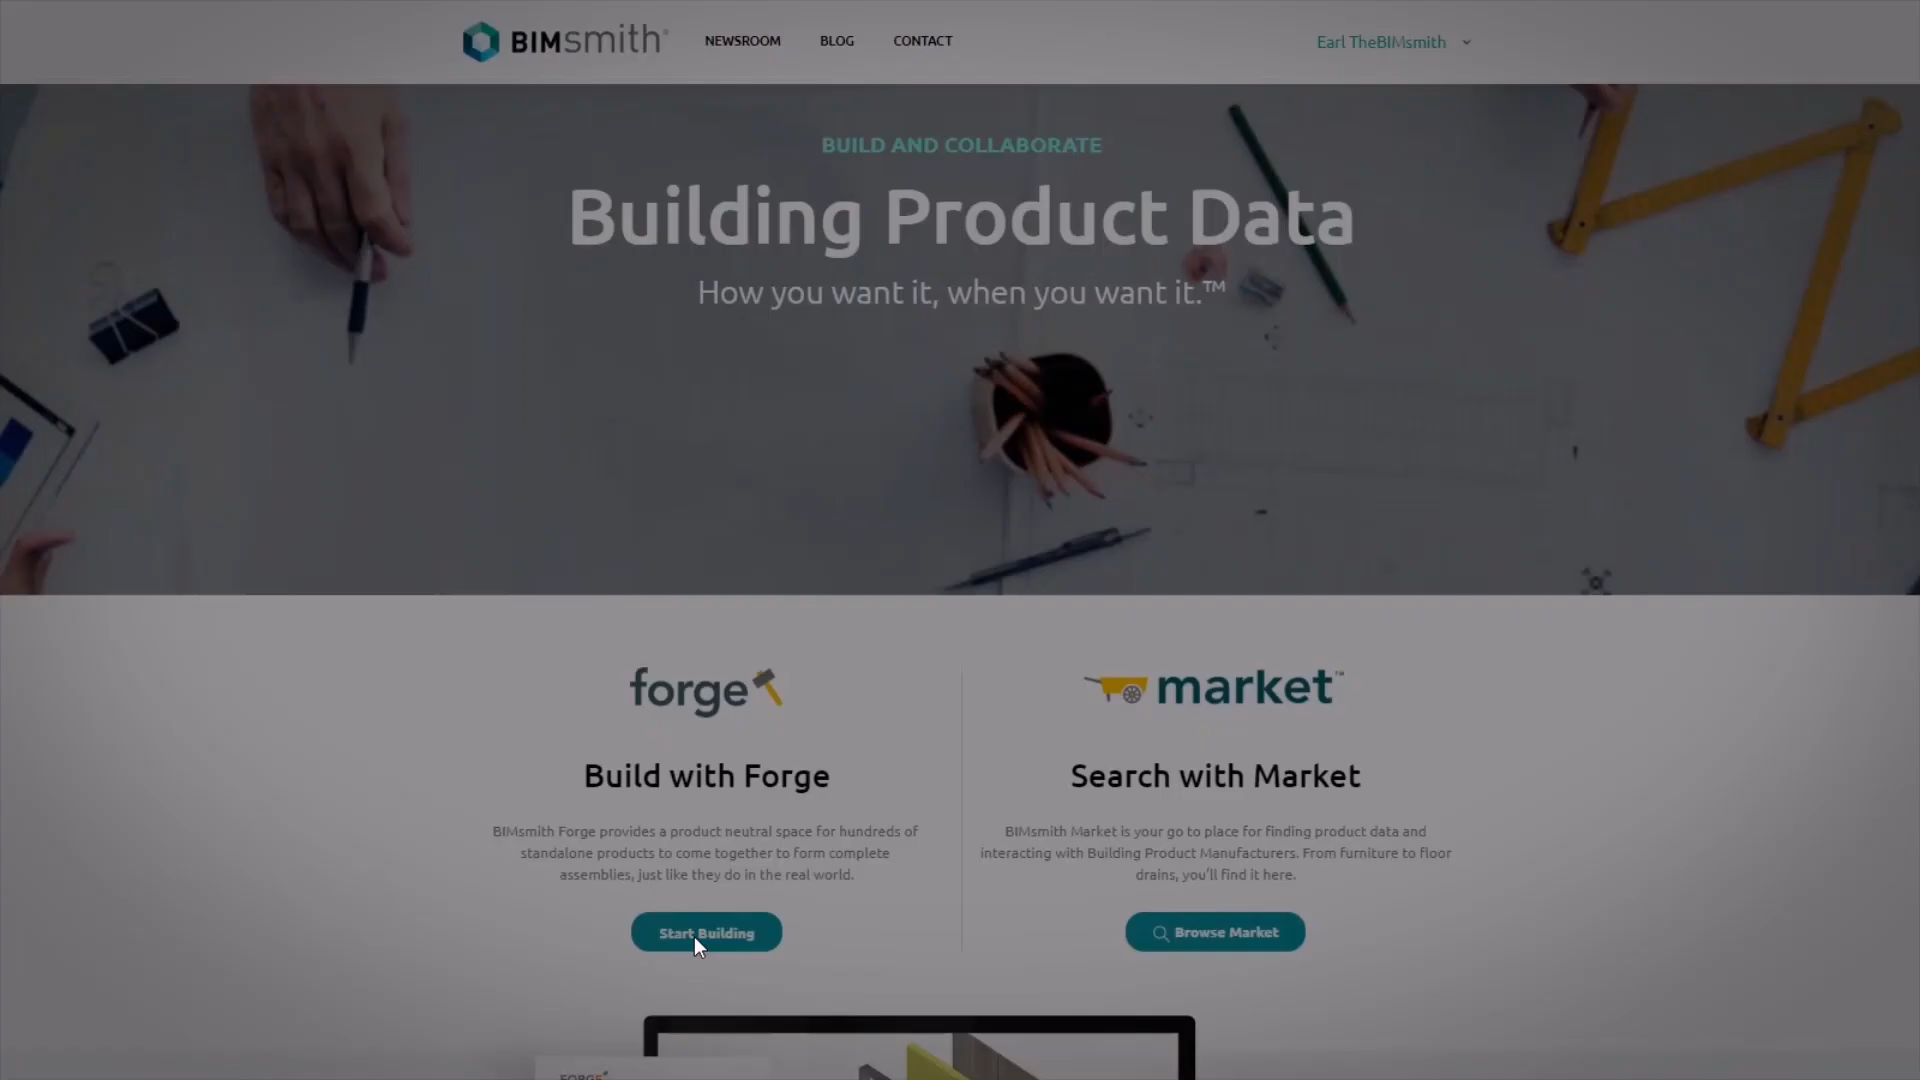 BIMsmith
NEWSROOM
BLOG
CONTACT
Earl TheBIMsmith
BUILD AND COLLABORATE
Building Product Data
How you want it, when you want it.™
forge
Build with Forge
BIMsmith Forge provides a product neutral space for hundreds of
standalone products to come together to form complete
assemblies, just like they do in the real world.
Start Building
market™
Search with Market
BIMsmith Market is your go to place for finding product data and
interacting with Building Product Manufacturers. From furniture to floor
drains, you'll find it here.
Browse Market
FORGE